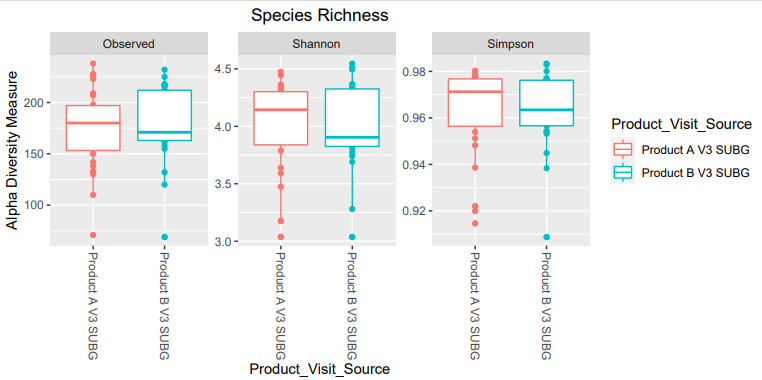 Species Richness
Observed
Shannon
Simpson
Alpha Diversity Measure
200
150
100
4.5
4.0
3.5
3.0
0.98
0.96
0.94
0.92
Product A V3 SUBG
Product B V3 SUBG
Product A V3 SUBG
Product B V3 SUBG
Product A V3 SUBG
Product B V3 SUBG
Product_Visit_Source
Product_Visit_Source
Product A V3 SUBG
Product B V3 SUBG